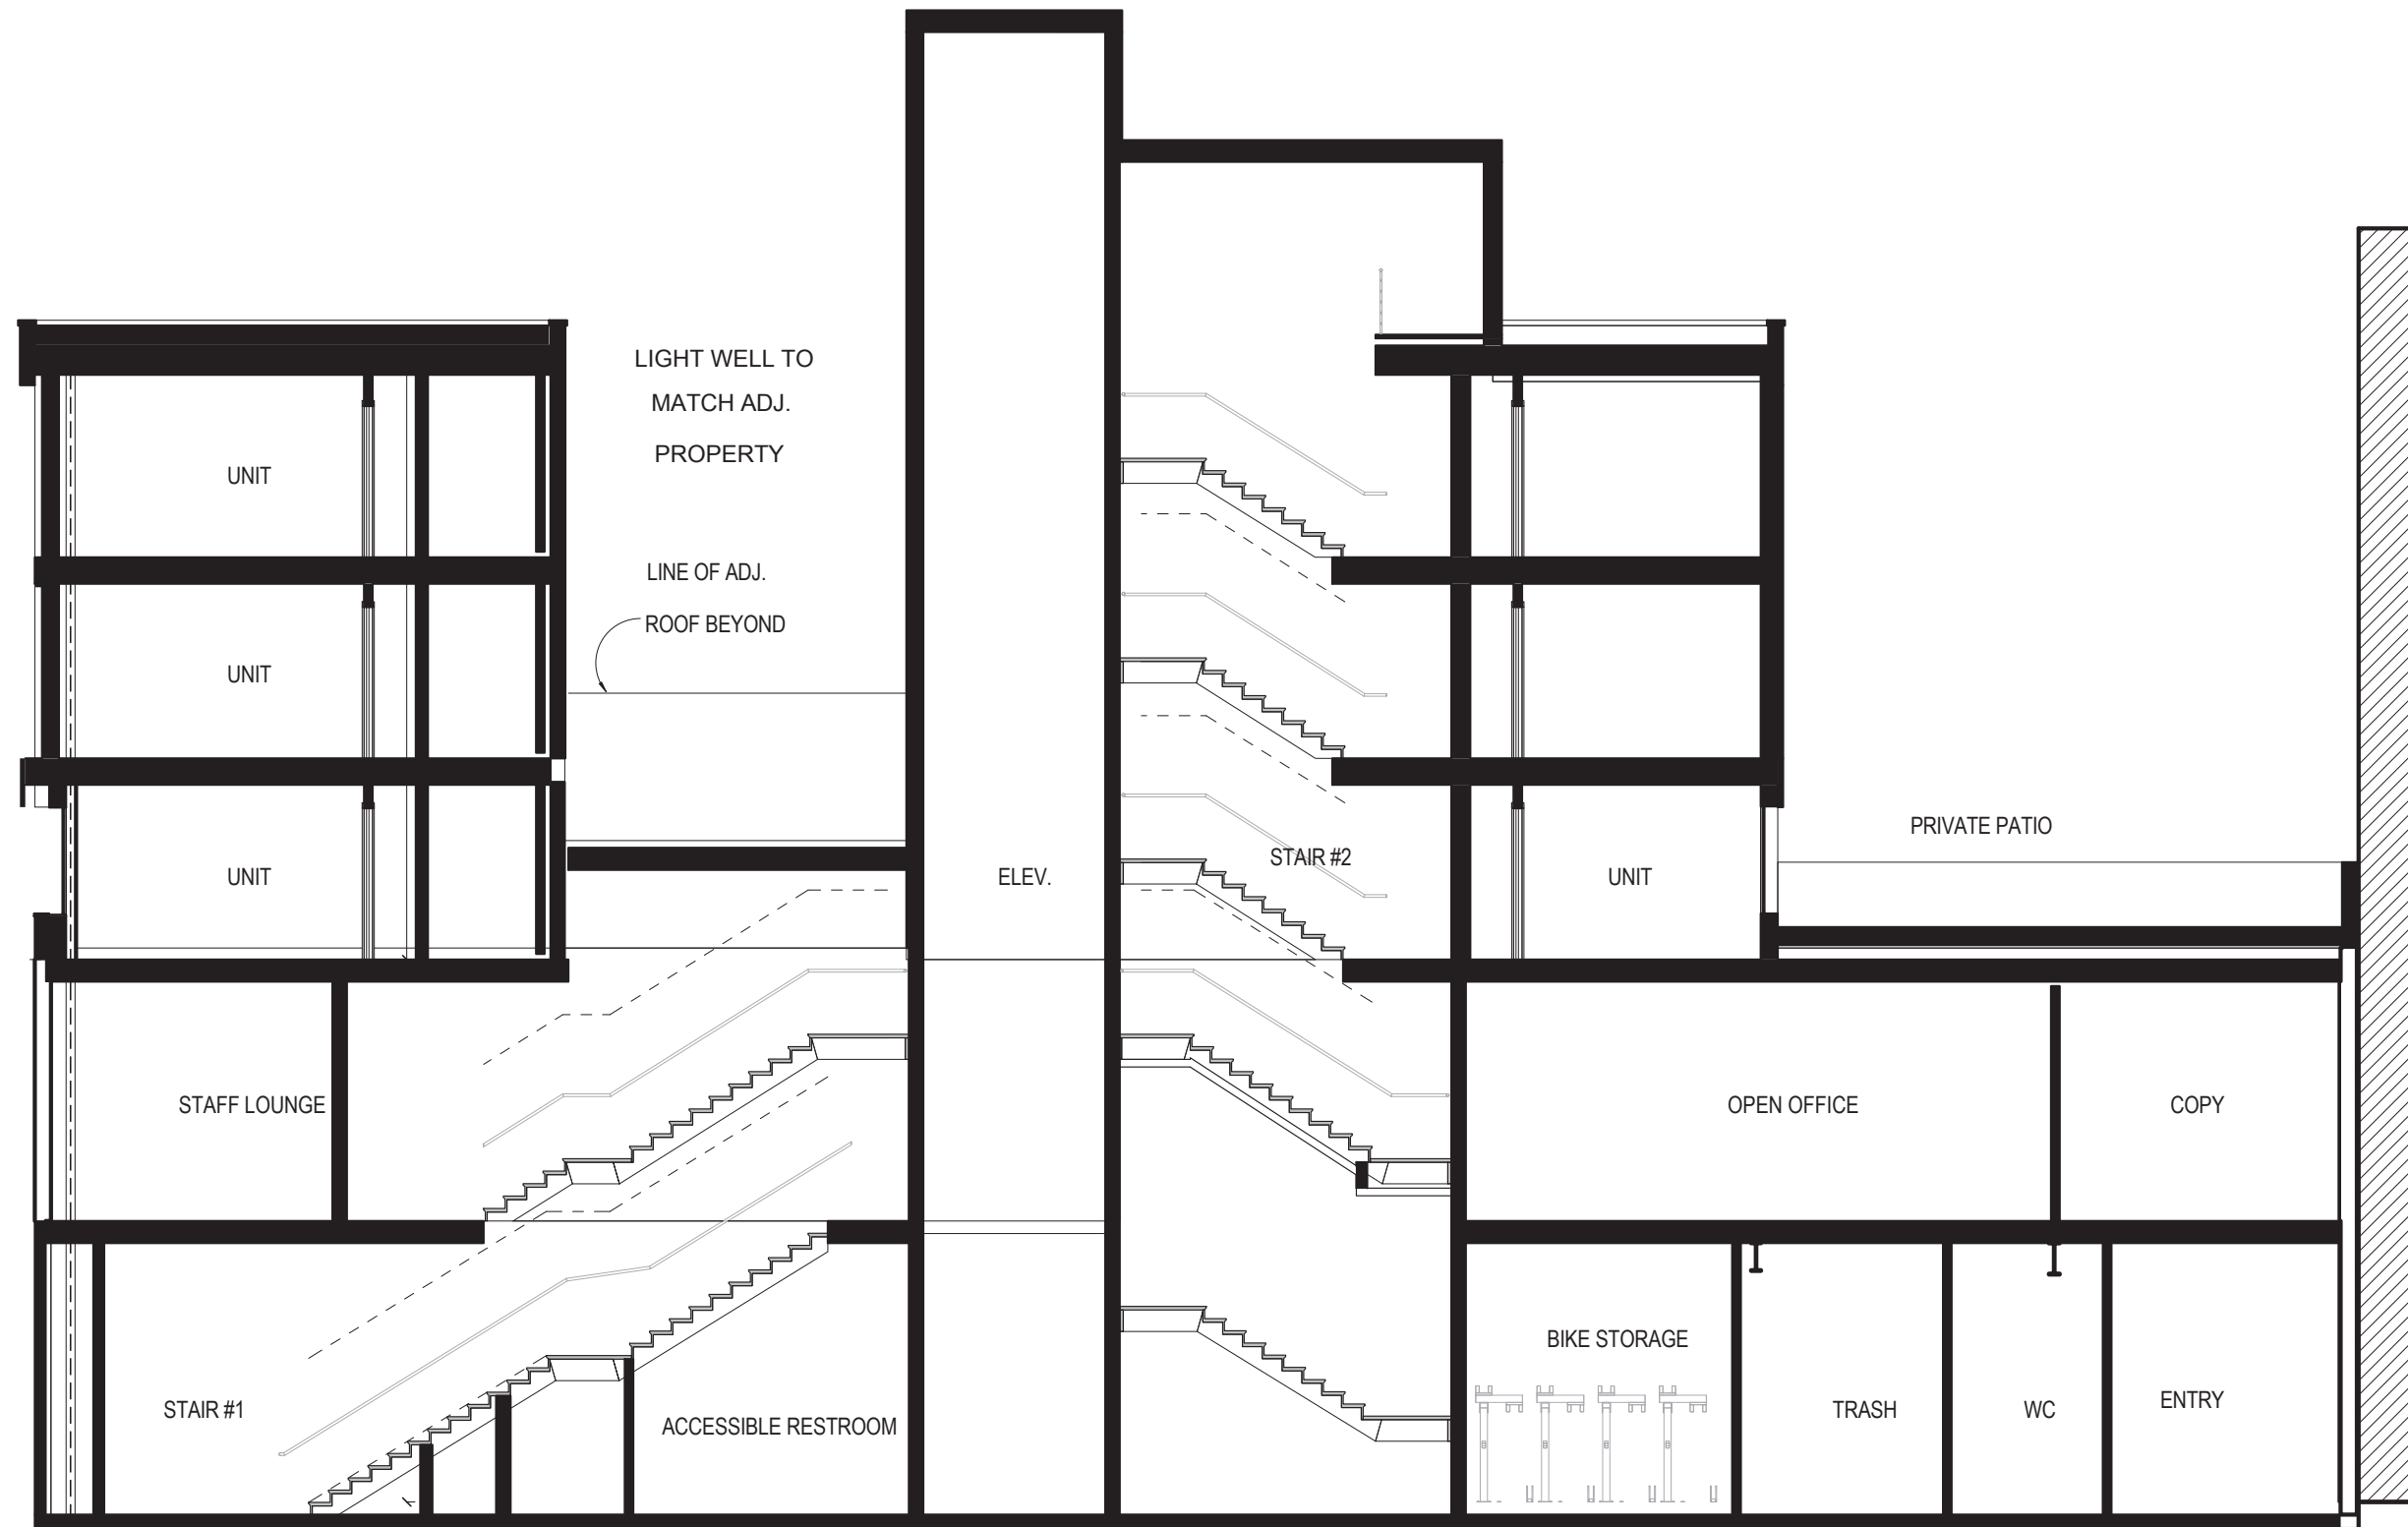 LIGHT WELL TO
MATCH ADJ.
PROPERTY
UNIT
LINE OF ADJ.
ROOF BEYOND
UNIT
PRIVATE PATIO
STAIR #2
UNIT
ELEV.
UNIT
STAFF LOUNGE
OPEN OFFICE
COPY
BIKE STORAGE
STAIR #1
ACCESSIBLE RESTROOM
TRASH
WC
ENTRY